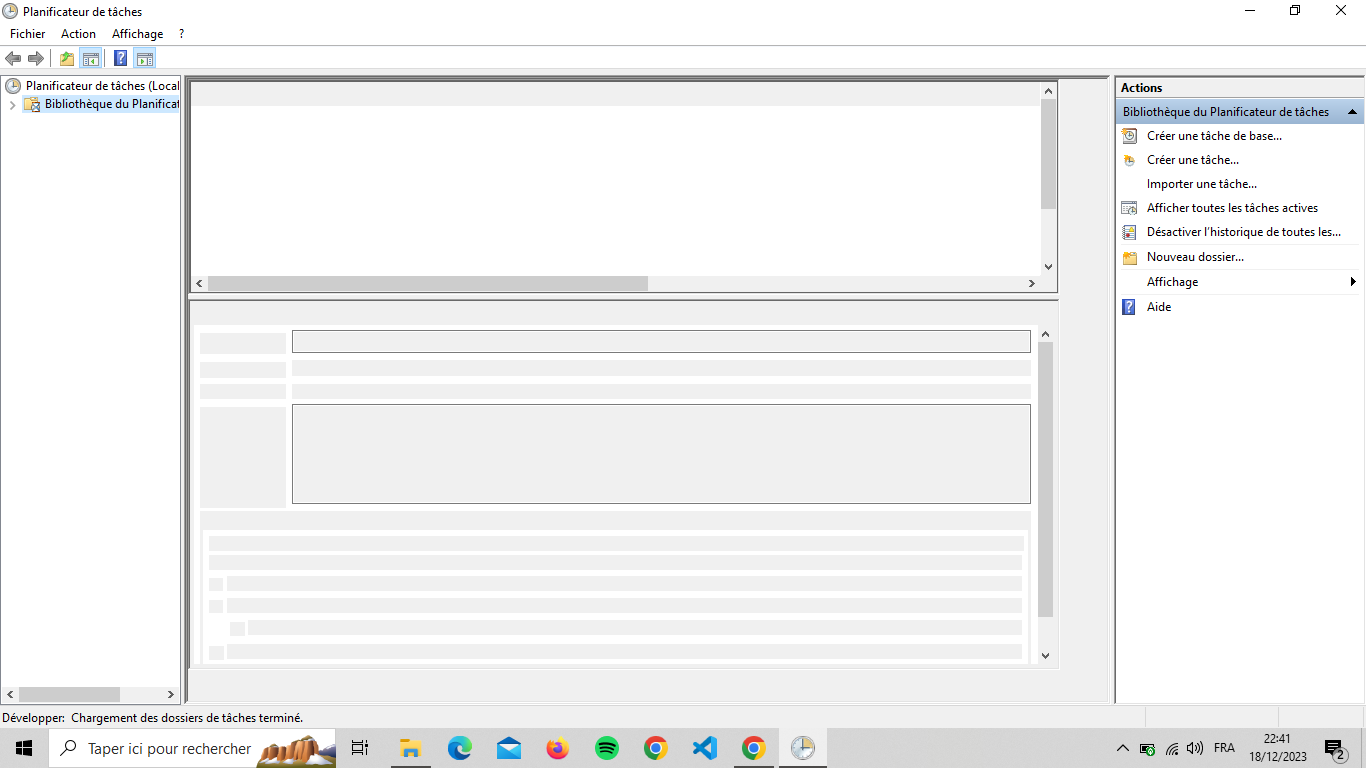 Planificateur de tâches
Fichier Action Affichage ?
Planificateur de tâches (Local
Bibliothèque du Planificat
Actions
Bibliothèque du Planificateur de tâches
Créer une tâche de base...
Créer une tâche...
Importer une tâche...
Afficher toutes les tâches actives
Désactiver l'historique de toutes les...
Nouveau dossier...
Affichage
Aide
Développer: Chargement des dossiers de tâches terminé.
Taper ici pour rechercher
FRA
22:41
18/12/2023
2